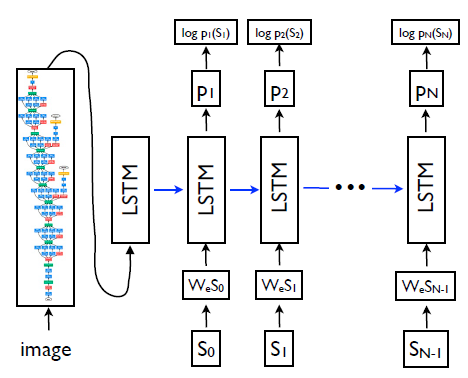 log p1(S1) log p2(S2) log pN(SN)
p1 p2 pN
LSTM LSTM LSTM LSTM
WeS0 WeS1 WeSN-1
image S0 S1 SN-1